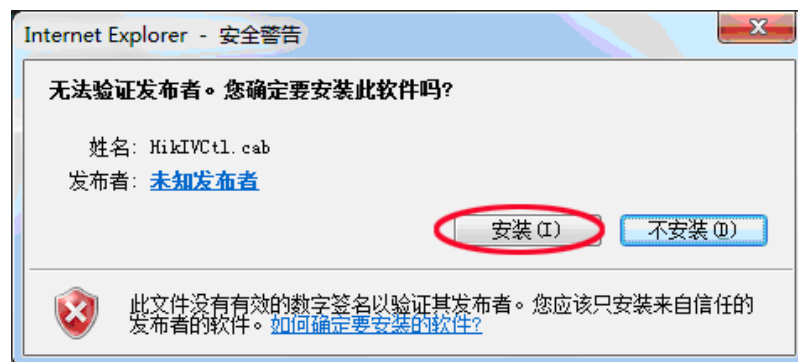 Internet Explorer - 安全警告
无法验证发布者。您确定要安装此软件吗?
姓名: HikIVCtl.cab
发布者: 未知发布者
安装(I) 不安装(D)
此文件没有有效的数字签名以验证其发布者。您应该只安装来自信任的
发布者的软件。如何确定要安装的软件?